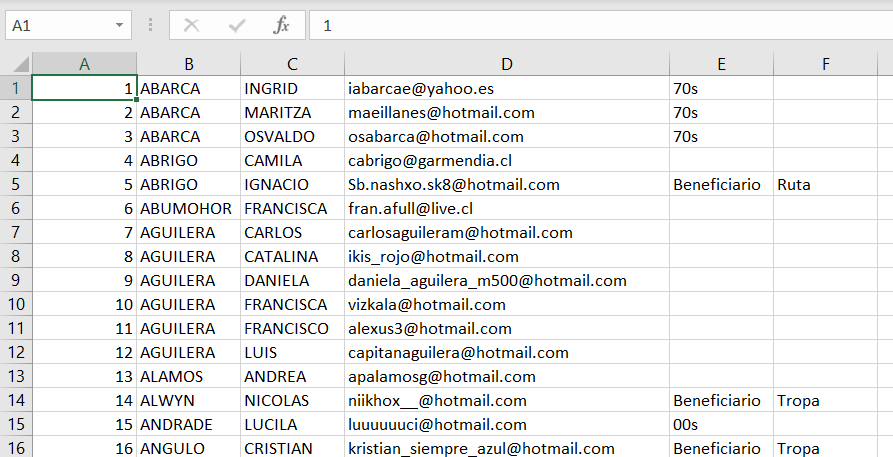 A1 fx 1
A B C D E F
1 1 ABARCA INGRID iabarcae@yahoo.es 70s
2 2 ABARCA MARITZA maeillanes@hotmail.com 70s
3 3 ABARCA OSVALDO osabarca@hotmail.com 70s
4 4 ABRIGO CAMILA cabrigo@garmendia.cl
5 5 ABRIGO IGNACIO Sb.nashxo.sk8@hotmail.com Beneficiario Ruta
6 6 ABUMOHOR FRANCISCA fran.afull@live.cl
7 7 AGUILERA CARLOS carlosaguileram@hotmail.com
8 8 AGUILERA CATALINA ikis_rojo@hotmail.com
9 9 AGUILERA DANIELA daniela_aguilera_m500@hotmail.com
10 10 AGUILERA FRANCISCA vizkala@hotmail.com
11 11 AGUILERA FRANCISCO alexus3@hotmail.com
12 12 AGUILERA LUIS capitanaguilera@hotmail.com
13 13 ALAMOS ANDREA apalamosg@hotmail.com
14 14 ALWYN NICOLAS niikhox__@hotmail.com Beneficiario Tropa
15 15 ANDRADE LUCILA luuuuuuci@hotmail.com 00s
16 16 ANGULO CRISTIAN kristian_siempre_azul@hotmail.com Beneficiario Tropa